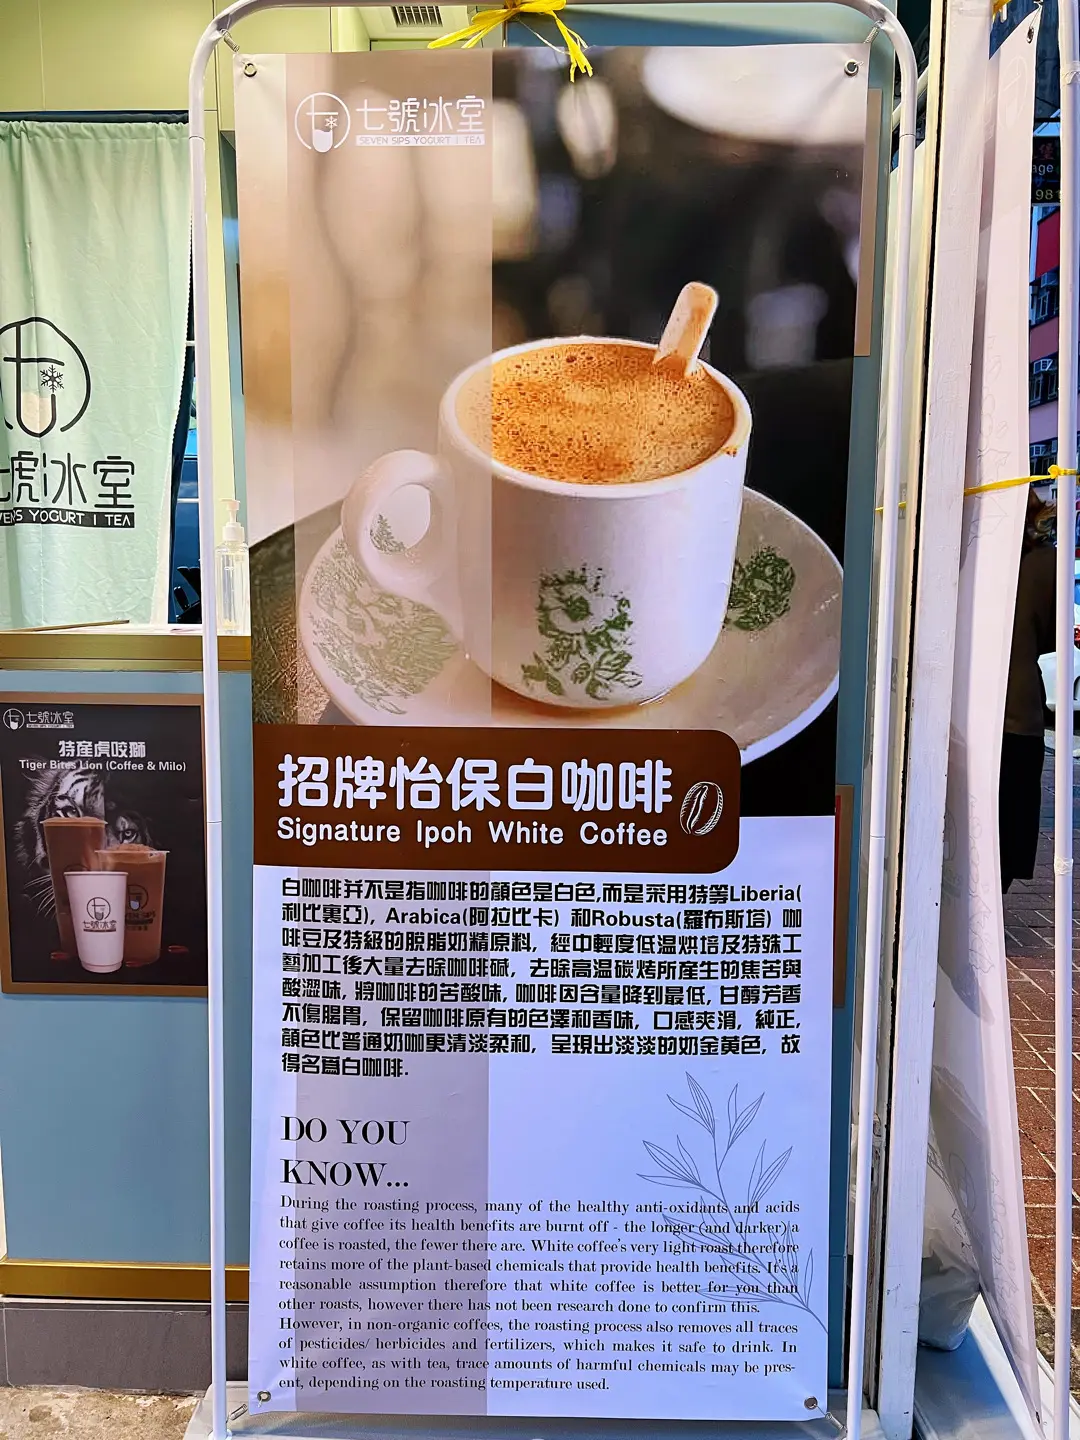 七號冰室
SEVEN SIPS YOGURT | TEA
七虎冰室
VENS YOGURT | TEA
七號冰室
特產虎咬獅
Tiger Bites Lion (Coffee & Milo)
七號冰室
招牌怡保白咖啡
Signature Ipoh White Coffee
白咖啡并不是指咖啡的顏色是白色,而是采用特等Liberia(
利比裏亞), Arabica(阿拉比卡) 和Robusta(羅布斯塔) 咖
啡豆及特級的脫脂奶精原料, 經中輕度低温烘培及特殊工
藝加工後大量去除咖啡碱, 去除高温碳烤所產生的焦苦與
酸澀味, 將咖啡的苦酸味, 咖啡因含量降到最低, 甘醇芳香
不傷腸胃, 保留咖啡原有的色澤和香味, 口感爽滑, 純正,
顏色比普通奶咖更清淡柔和, 呈現出淡淡的奶金黄色, 故
得名爲白咖啡.
DO YOU
KNOW...
During the roasting process, many of the healthy anti-oxidants and acids
that give coffee its health benefits are burnt off - the longer (and darker) a
coffee is roasted, the fewer there are. White coffee's very light roast therefore
retains more of the plant-based chemicals that provide health benefits. It's a
reasonable assumption therefore that white coffee is better for you than
other roasts, however there has not been research done to confirm this.
However, in non-organic coffees, the roasting process also removes all traces
of pesticides/ herbicides and fertilizers, which makes it safe to drink. In
white coffee, as with tea, trace amounts of harmful chemicals may be pres-
ent, depending on the roasting temperature used.